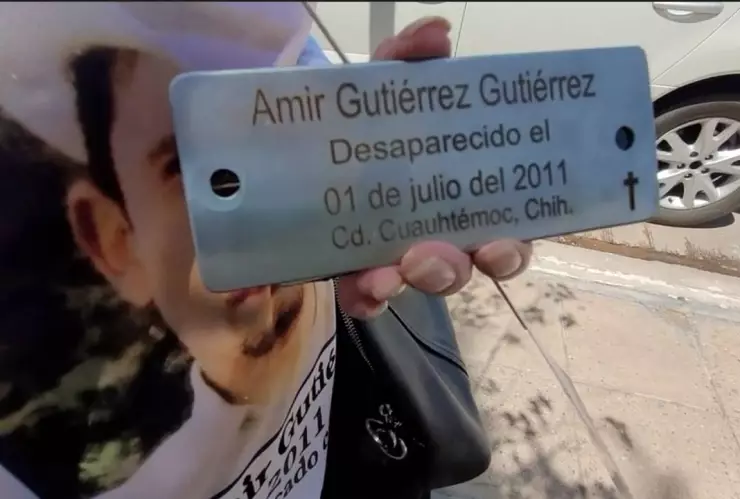 Amir Gutiérrez Gutiérrez
Desaparecido el
01 de julio del 2011
Cd. Cuauhtémoc, Chih.
2011